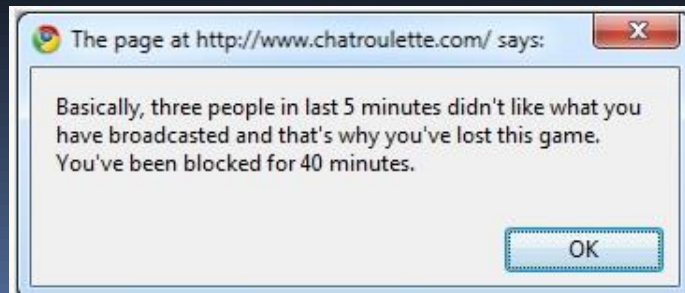 The page at http://www.chatroulette.com/ says:
Basically, three people in last 5 minutes didn't like what you
have broadcasted and that's why you've lost this game.
You've been blocked for 40 minutes.
OK